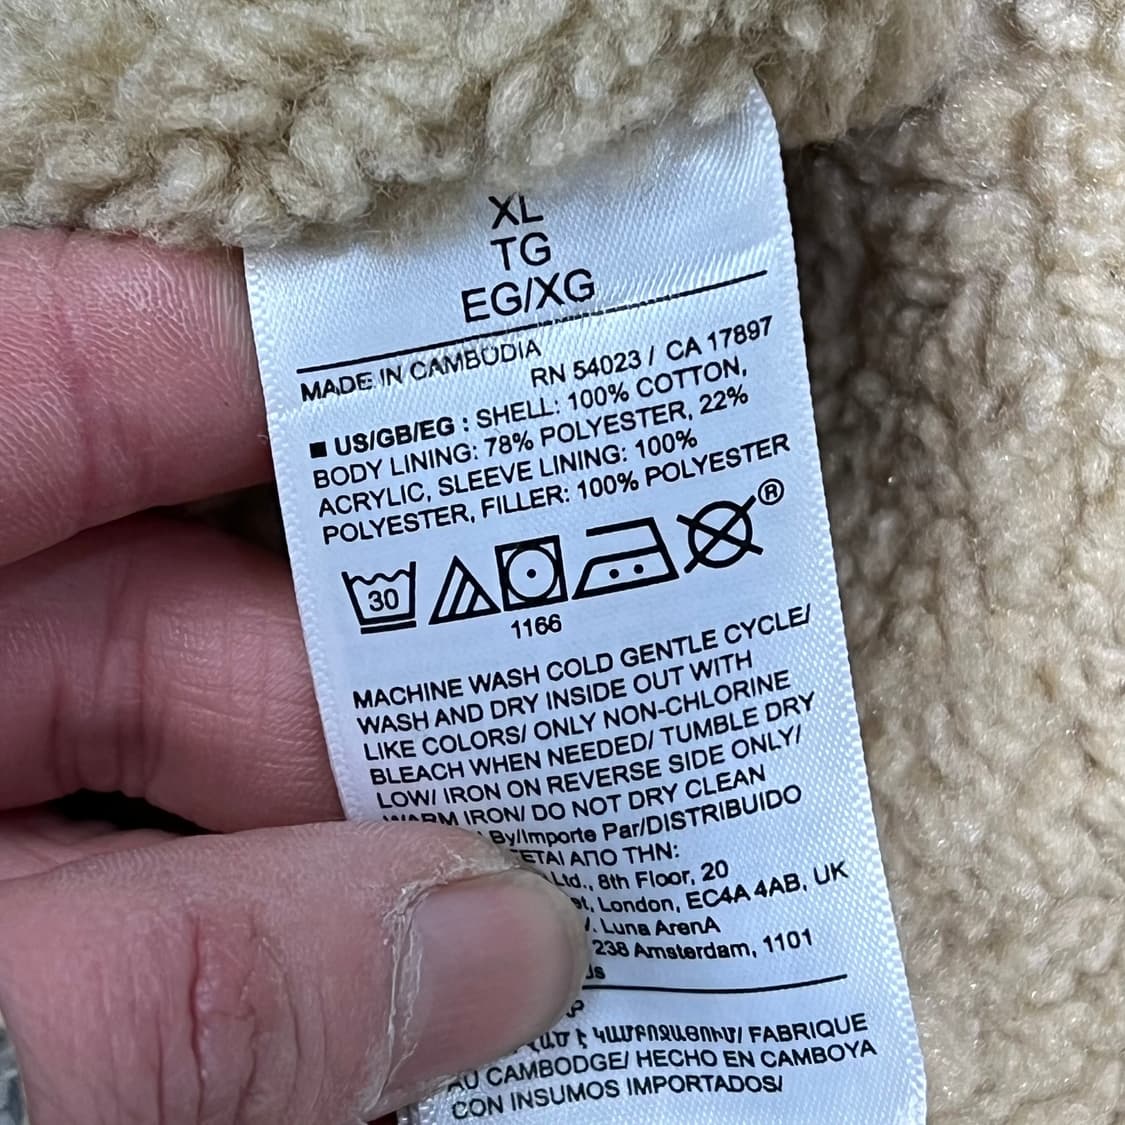 XL
TG
EG/XG
MADE IN CAMBODIA
RN 54023 / CA 17897
■ US/GB/EG : SHELL: 100% COTTON,
BODY LINING: 78% POLYESTER, 22%
ACRYLIC, SLEEVE LINING: 100%
POLYESTER, FILLER: 100% POLYESTER
®
30
1166
MACHINE WASH COLD GENTLE CYCLE/
WASH AND DRY INSIDE OUT WITH
LIKE COLORS/ ONLY NON-CHLORINE
BLEACH WHEN NEEDED/ TUMBLE DRY
LOW/ IRON ON REVERSE SIDE ONLY/
WARM IRON/ DO NOT DRY CLEAN
By/Importe Par/DISTRIBUIDO
ΑΠΟ THN:
Ltd., 8th Floor, 20
London, EC4A 4AB, UK
Luna ArenA
238 Amsterdam, 1101
FABRIQUE
AU CAMBODGE/ HECHO EN CAMBOYA
CON INSUMOS IMPORTADOS/